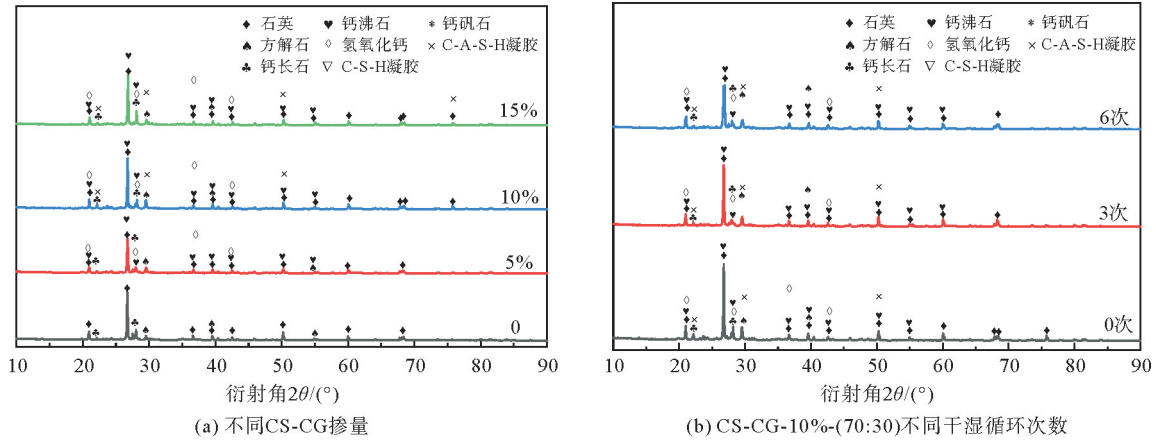 ♦ 石英 ♥ 钙沸石 * 钙矾石
♠ 方解石 ◊ 氢氧化钙 × C-A-S-H凝胶
♣ 钙长石 ▽ C-S-H凝胶
15%
10%
5%
0
10 20 30 40 50 60 70 80 90
衍射角2θ/(°)
(a) 不同CS-CG掺量
♦ 石英 ♥ 钙沸石 * 钙矾石
♠ 方解石 ◊ 氢氧化钙 × C-A-S-H凝胶
♣ 钙长石 ▽ C-S-H凝胶
6次
3次
0次
10 20 30 40 50 60 70 80 90
衍射角2θ/(°)
(b) CS-CG-10%-(70:30)不同干湿循环次数